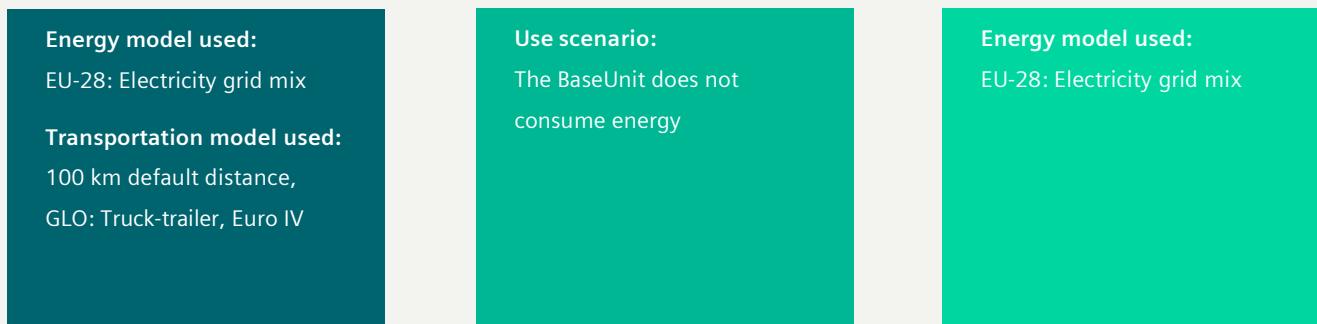 Energy model used:
EU-28: Electricity grid mix
Transportation model used:
100 km default distance,
GLO: Truck-trailer, Euro IV
Use scenario:
The BaseUnit does not
consume energy
Energy model used:
EU-28: Electricity grid mix